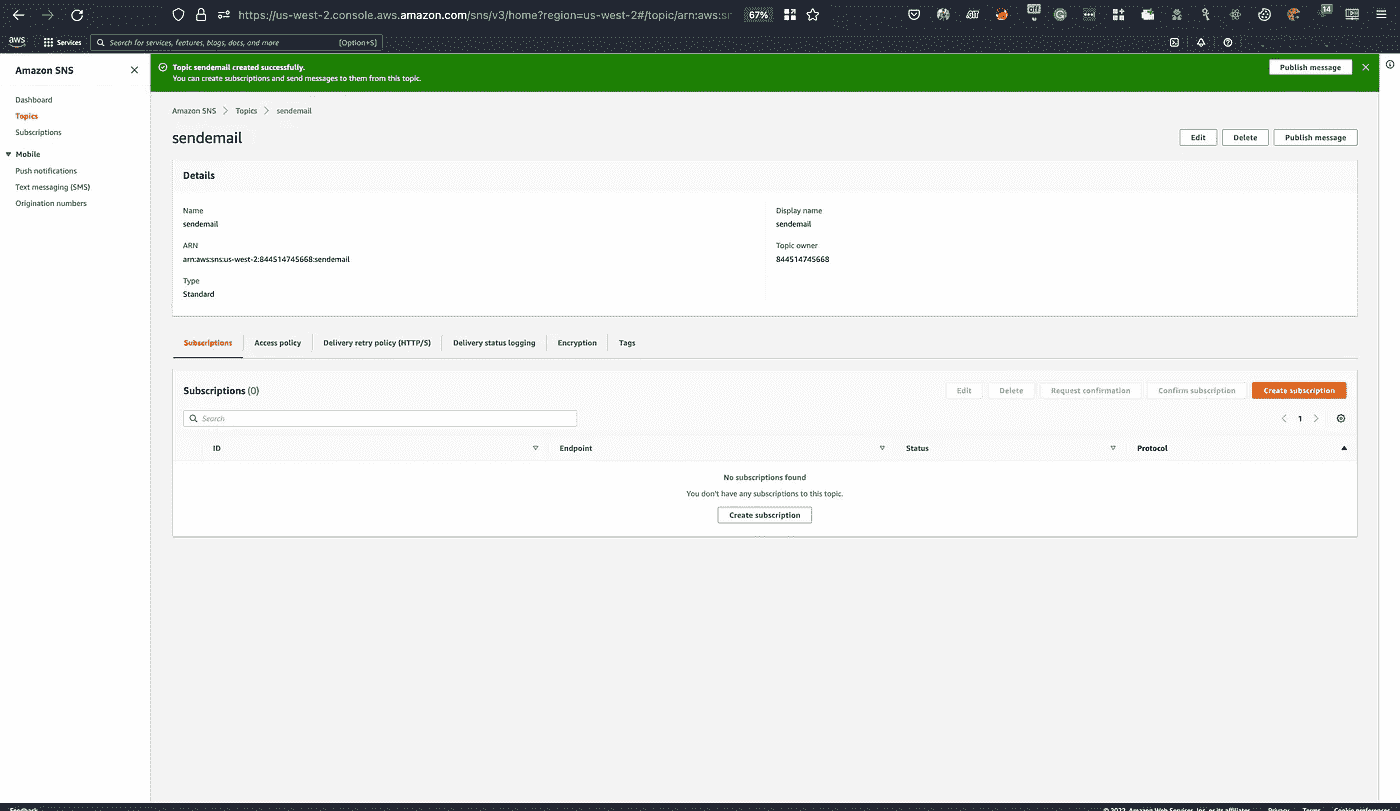 https://us-west-2.console.aws.amazon.com/sns/v3/home?region=us-west-2#/topic/arn:aws:sr
67%
off
14
aws
Services
Search for services, features, blogs, docs, and more
[Option+S]
Amazon SNS
Topic sendemail created successfully.
You can create subscriptions and send messages to them from this topic.
Publish message
Dashboard
Topics
Subscriptions
Mobile
Push notifications
Text messaging (SMS)
Origination numbers
Amazon SNS
Topics
sendemail
sendemail
Edit
Delete
Publish message
Details
Name
sendemail
Display name
sendemail
ARN
arn:aws:sns:us-west-2:844514745668:sendemail
Topic owner
844514745668
Type
Standard
Subscriptions
Access policy
Delivery retry policy (HTTP/S)
Delivery status logging
Encryption
Tags
Subscriptions (0)
Edit
Delete
Request confirmation
Confirm subscription
Create subscription
Search
1
ID
Endpoint
Status
Protocol
No subscriptions found
You don't have any subscriptions to this topic.
Create subscription
Feedback
© 2022, Amazon Web Services, Inc. or its affiliates.
Privacy
Terms
Cookie preferences